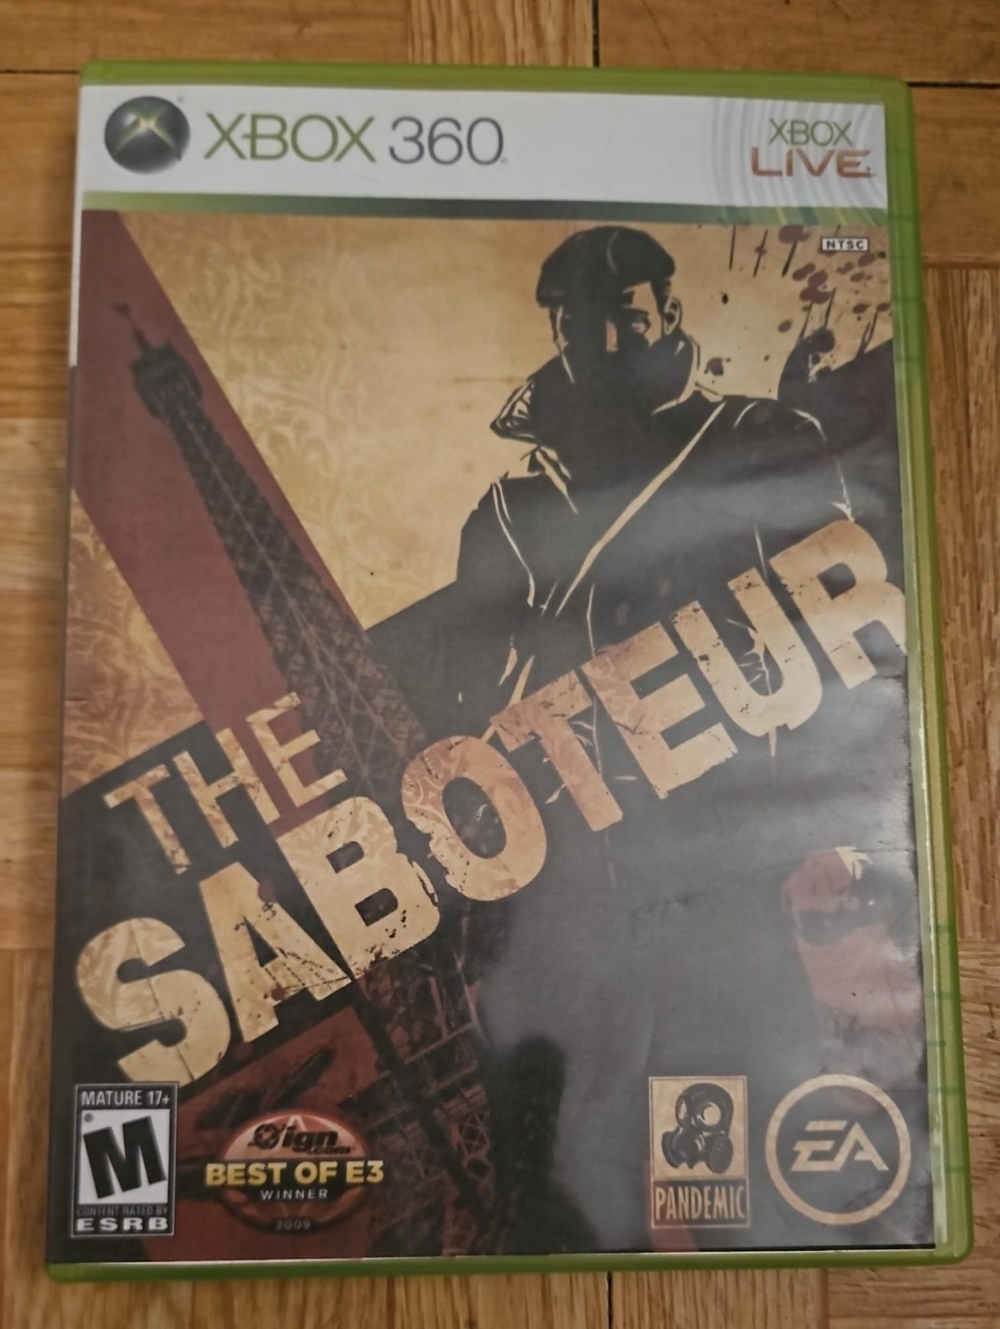 XBOX 360
XBOX
LIVE
NTSC
THE
SABOTEUR
MATURE 17+
M
CONTENT RATED BY
ESRB
ign
.com
BEST OF E3
WINNER
2009
PANDEMIC
EA